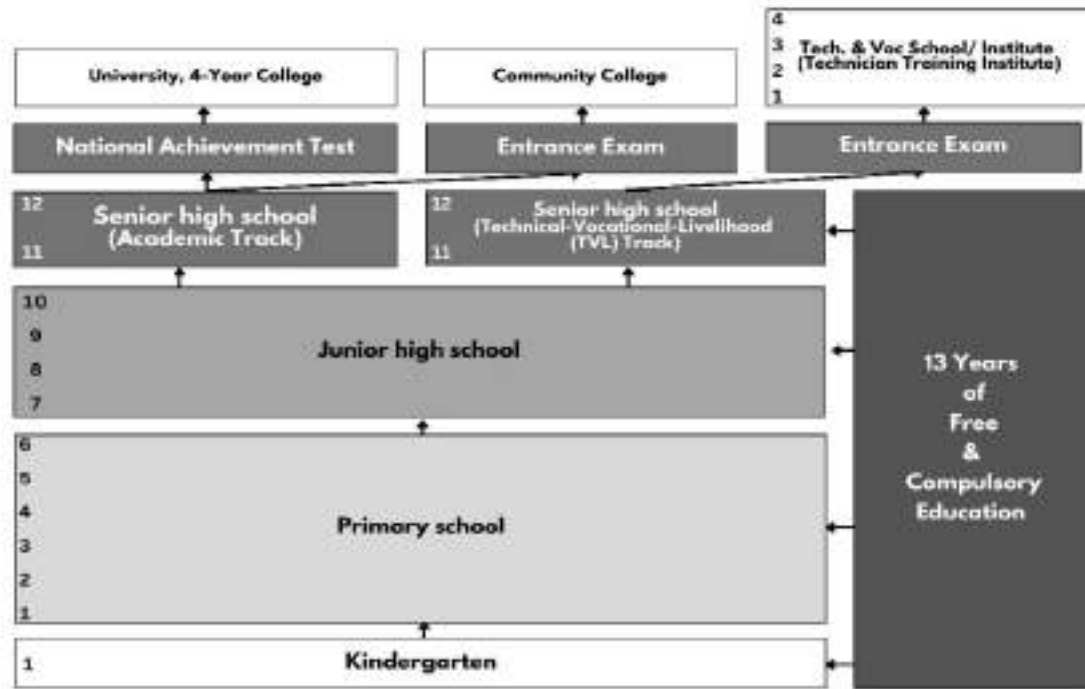 4
3
2
1
Tech. & Voc School/ Institute
(Technician Training Institute)
University, 4-Year College
Community College
National Achievement Test
Entrance Exam
Entrance Exam
12
11
Senior high school
(Academic Track)
12
11
Senior high school
(Technical-Vocational-Livelihood
(TVL) Track)
10
9
8
7
Junior high school
13 Years
of
Free
&
Compulsory
Education
6
5
4
3
2
1
Primary school
1
Kindergarten